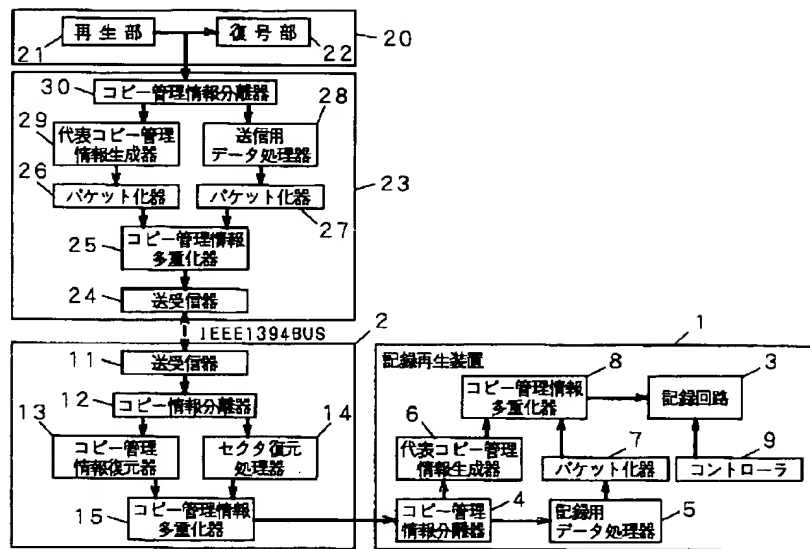 再生部
復号部
21
22
20
30
コピー管理情報分離器
28
29
代表コピー管理
情報生成器
送信用
データ処理器
26
パケット化器
パケット化器
27
23
25
コピー管理情報
多重化器
24
送受信器
IEEE1394BUS
2
11
送受信器
12
コピー情報分離器
13
14
コピー管理
情報復元器
セクタ復元
処理器
15
コピー管理情報
多重化器
1
記録再生装置
8
3
コピー管理情報
多重化器
記録回路
6
代表コピー管理
情報生成器
7
パケット化器
9
コントローラ
コピー管理
情報分離器
4
記録用
データ処理器
5